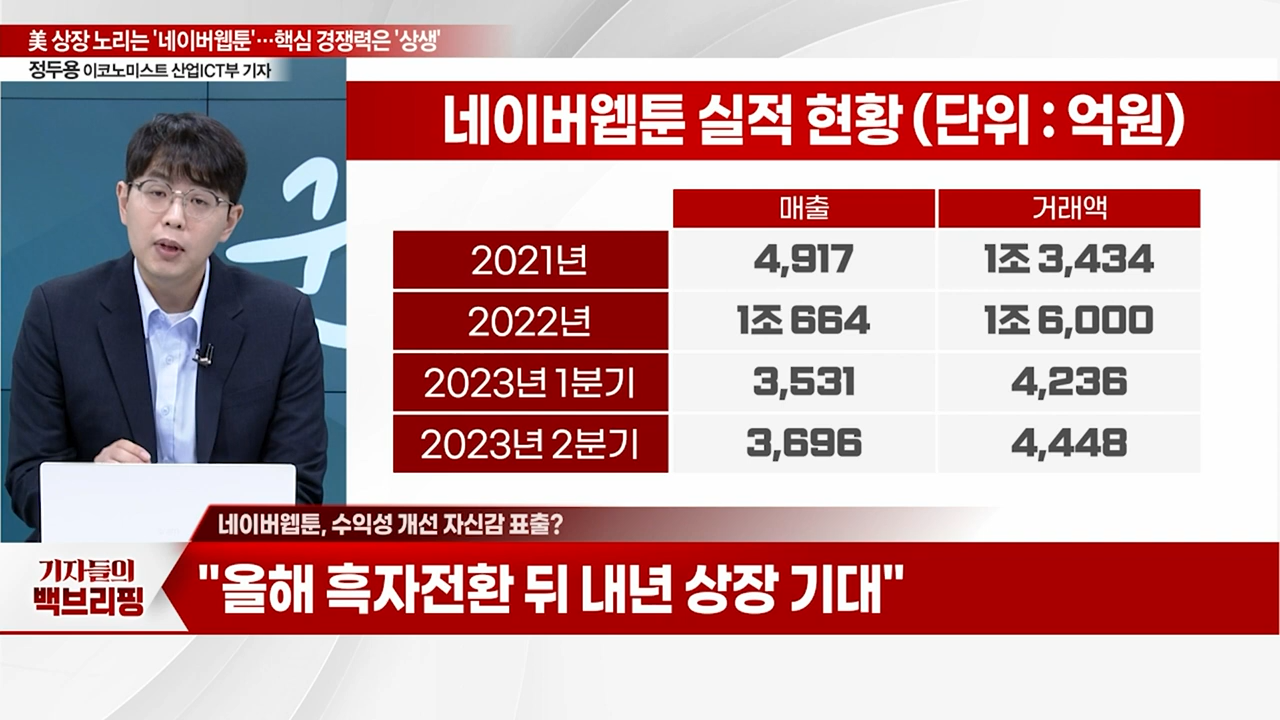 美 상장 노리는 '네이버웹툰'…핵심 경쟁력은 '상생'
정두용 이코노미스트 산업ICT부 기자
네이버웹툰 실적 현황 (단위 : 억원)
매출 거래액
2021년 4,917 1조 3,434
2022년 1조 664 1조 6,000
2023년 1분기 3,531 4,236
2023년 2분기 3,696 4,448
네이버웹툰, 수익성 개선 자신감 표출?
기자들의
백브리핑
"올해 흑자전환 뒤 내년 상장 기대"